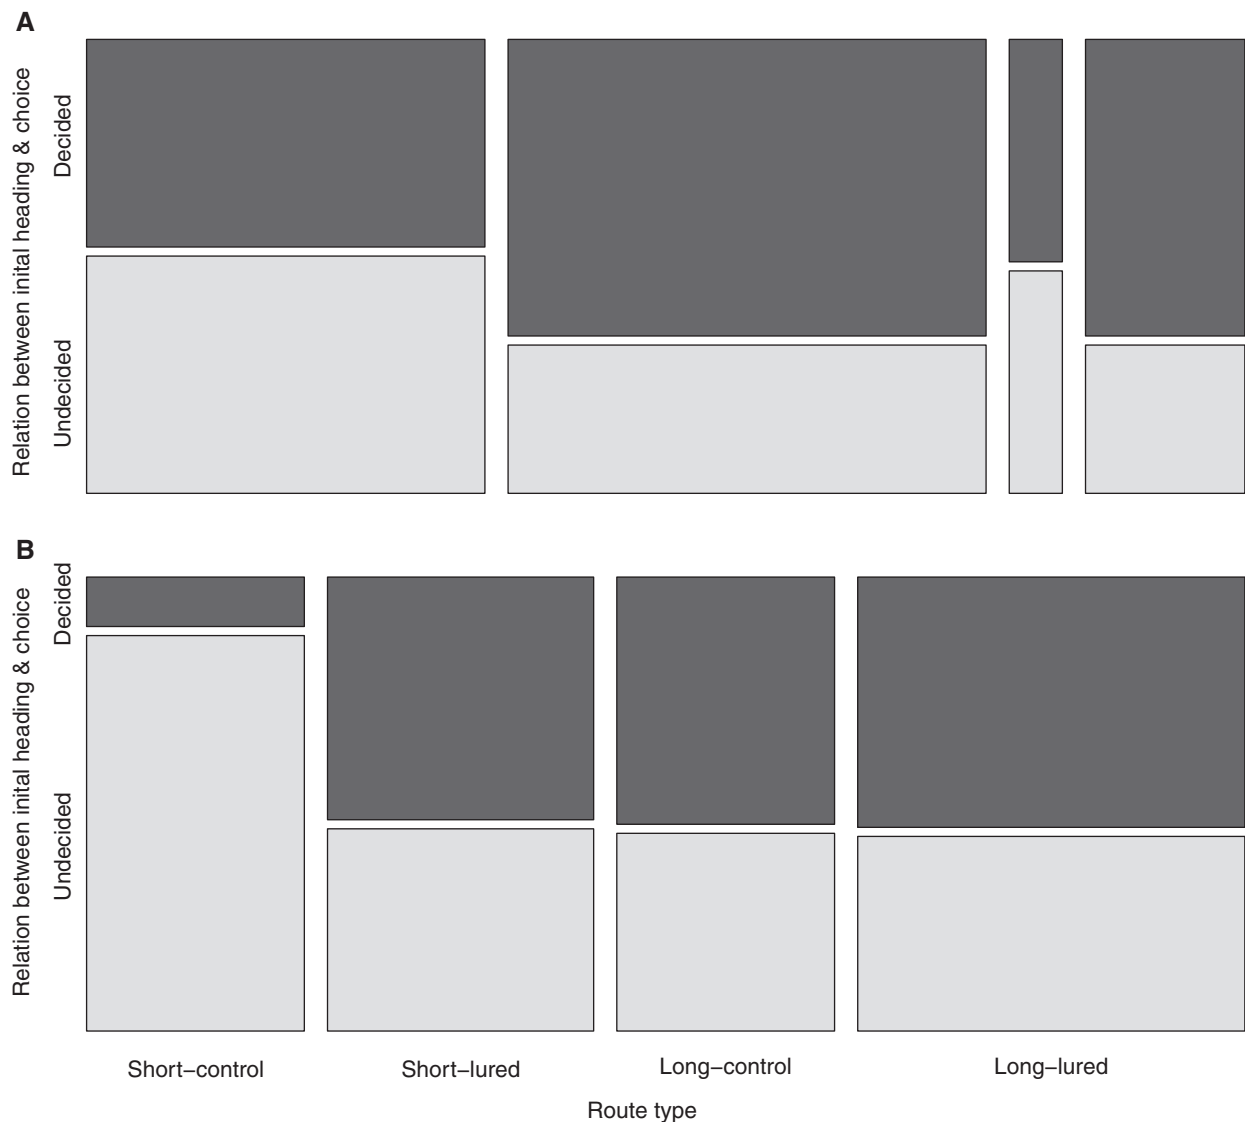 A
Relation between inital heading & choice
Decided
Undecided
B
Relation between inital heading & choice
Decided
Undecided
Short–control
Short–lured
Long–control
Long–lured
Route type